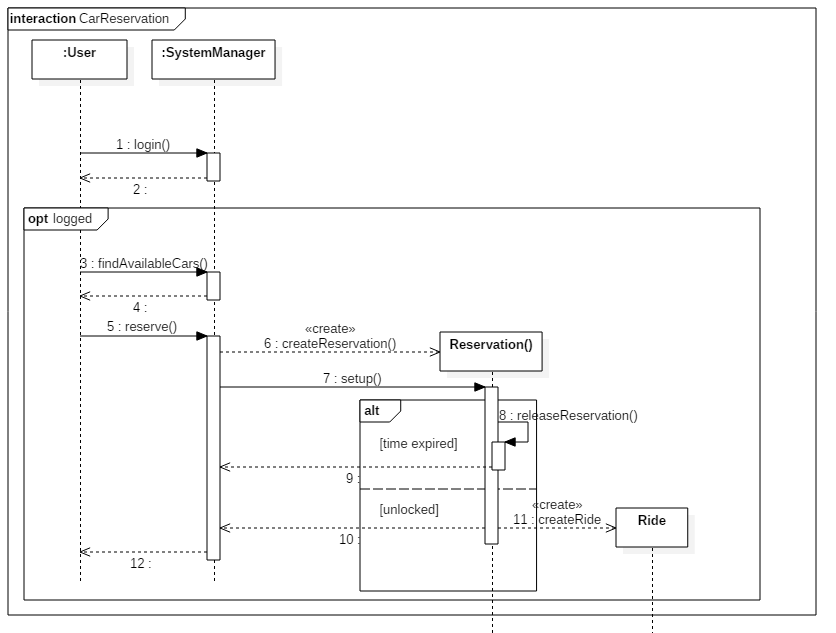 interaction CarReservation
:User
:SystemManager
1 : login()
2 :
opt logged
3 : findAvailableCars()
4 :
5 : reserve()
«create»
6 : createReservation()
Reservation()
7 : setup()
alt
8 : releaseReservation()
[time expired]
9 :
[unlocked]
«create»
11 : createRide
Ride
10 :
12 :